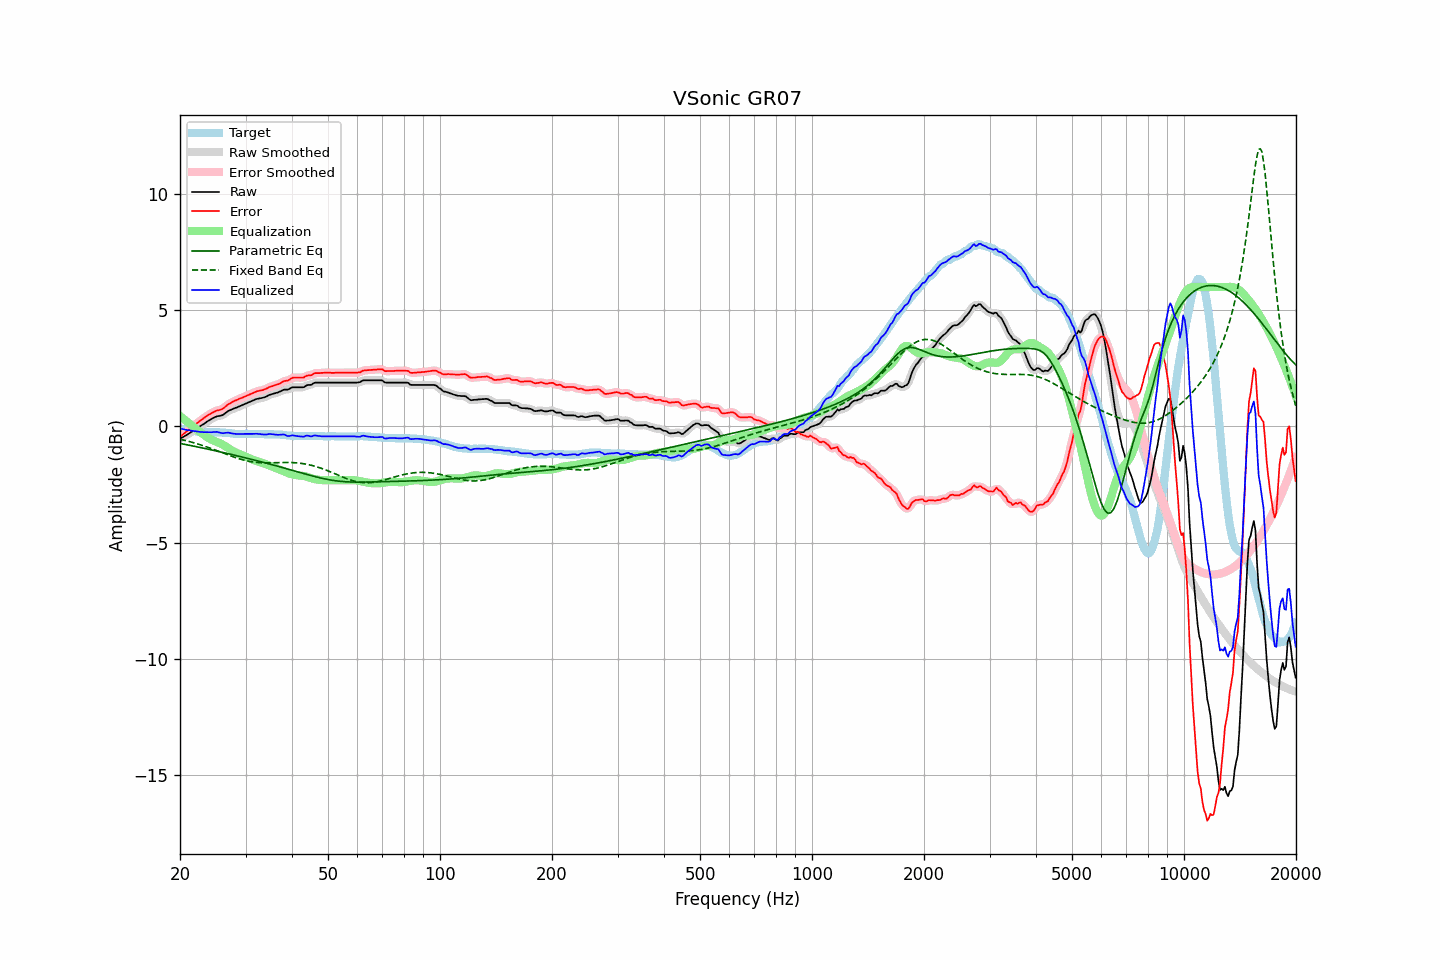 VSonic GR07
Target
Raw Smoothed
Error Smoothed
Raw
Error
Equalization
Parametric Eq
Fixed Band Eq
Equalized
10
5
0
−5
−10
−15
Amplitude (dBr)
20
50
100
200
500
1000
2000
5000
10000
20000
Frequency (Hz)